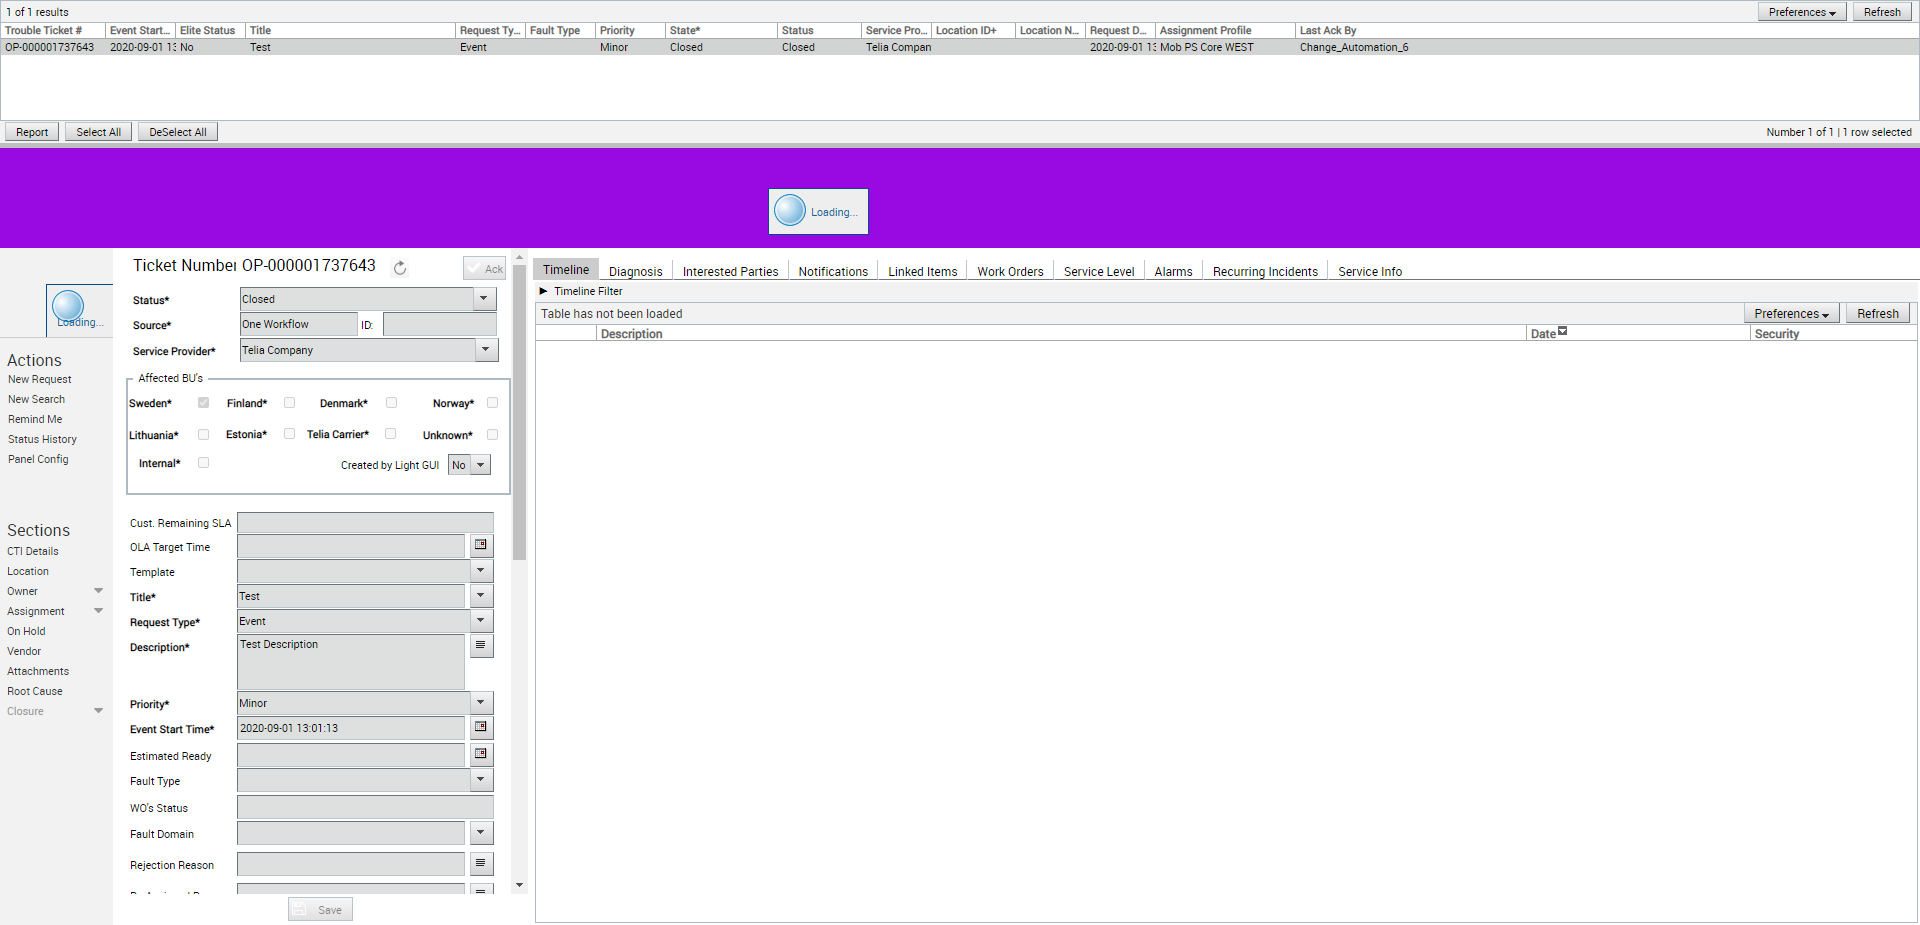 1 of 1 results
Preferences
Refresh
Trouble Ticket # Event Start... Elite Status Title Request Ty... Fault Type Priority State* Status Service Pro... Location ID+ Location N... Request D... Assignment Profile Last Ack By
OP-000001737643 2020-09-01 13 No Test Event Minor Closed Closed Telia Compan 2020-09-01 13 Mob PS Core WEST Change_Automation_6
Report Select All DeSelect All
Number 1 of 1 | 1 row selected
Loading...
Loading...
Actions
New Request
New Search
Remind Me
Status History
Panel Config
Sections
CTI Details
Location
Owner
Assignment
On Hold
Vendor
Attachments
Root Cause
Closure
Ticket Number OP-000001737643
Ack
Status* Closed
Source* One Workflow ID:
Service Provider* Telia Company
Affected BU's
Sweden* Finland* Denmark* Norway*
Lithuania* Estonia* Telia Carrier* Unknown*
Internal* Created by Light GUI No
Cust. Remaining SLA
OLA Target Time
Template
Title* Test
Request Type* Event
Description* Test Description
Priority* Minor
Event Start Time* 2020-09-01 13:01:13
Estimated Ready
Fault Type
WO's Status
Fault Domain
Rejection Reason
Save
Timeline Diagnosis Interested Parties Notifications Linked Items Work Orders Service Level Alarms Recurring Incidents Service Info
Timeline Filter
Table has not been loaded
Preferences
Refresh
Description Date Security